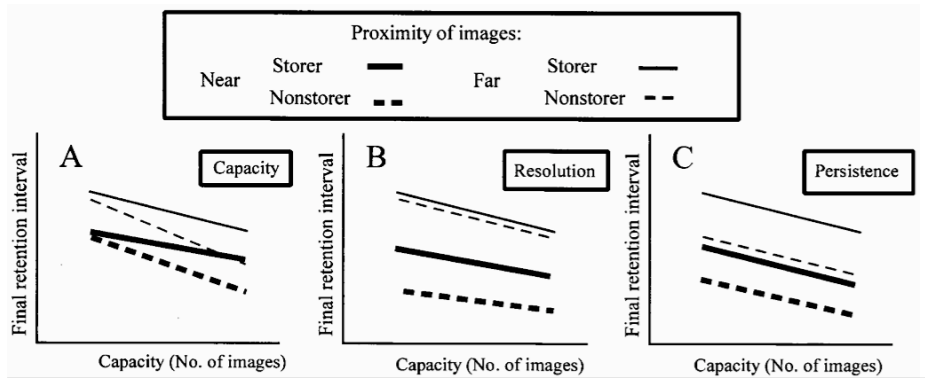 Proximity of images:
Near Storer Far Storer
Nonstorer Nonstorer
A Capacity
Final retention interval
Capacity (No. of images)
B Resolution
Final retention interval
Capacity (No. of images)
C Persistence
Final retention interval
Capacity (No. of images)